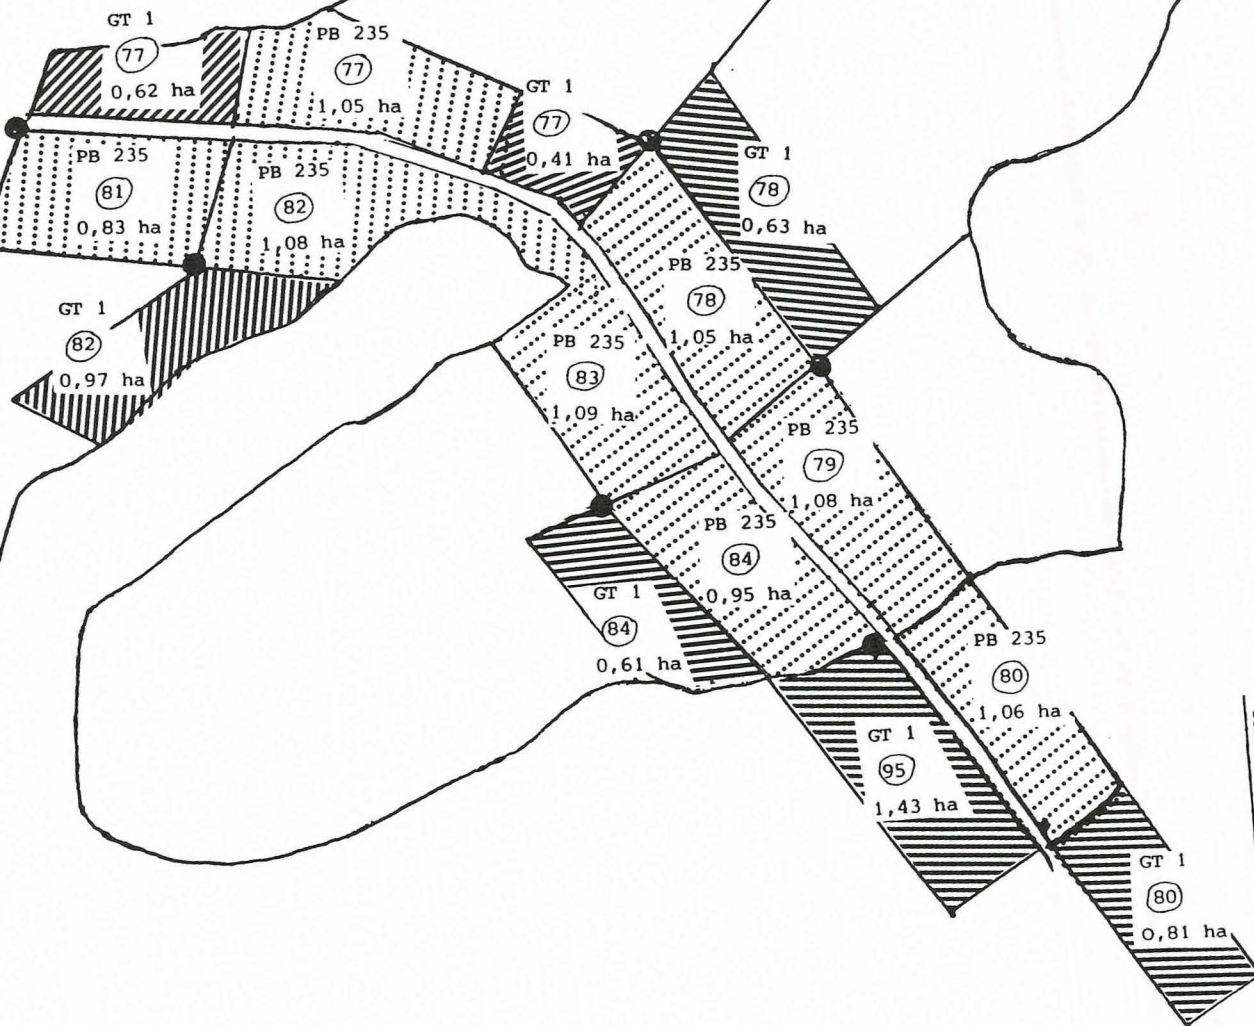 GT 1
77
0,62 ha
PB 235
77
1,05 ha
GT 1
77
0,41 ha
GT 1
78
0,63 ha
PB 235
81
0,83 ha
PB 235
82
1,08 ha
PB 235
78
1,05 ha
GT 1
82
0,97 ha
PB 235
83
1,09 ha
PB 235
79
1,08 ha
PB 235
84
0,95 ha
GT 1
84
0,61 ha
PB 235
80
1,06 ha
GT 1
95
1,43 ha
GT 1
80
0,81 ha